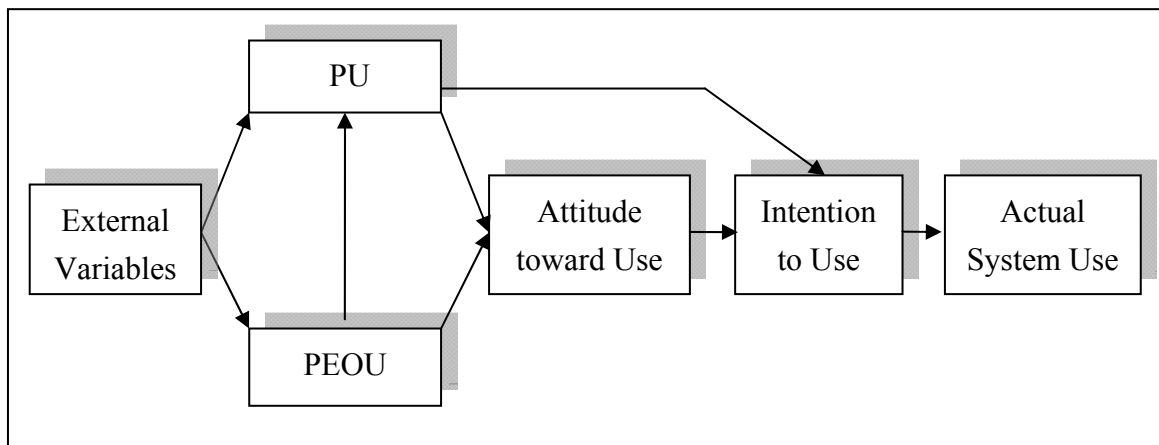 PU
External
Variables
PEOU
Attitude
toward Use
Intention
to Use
Actual
System Use